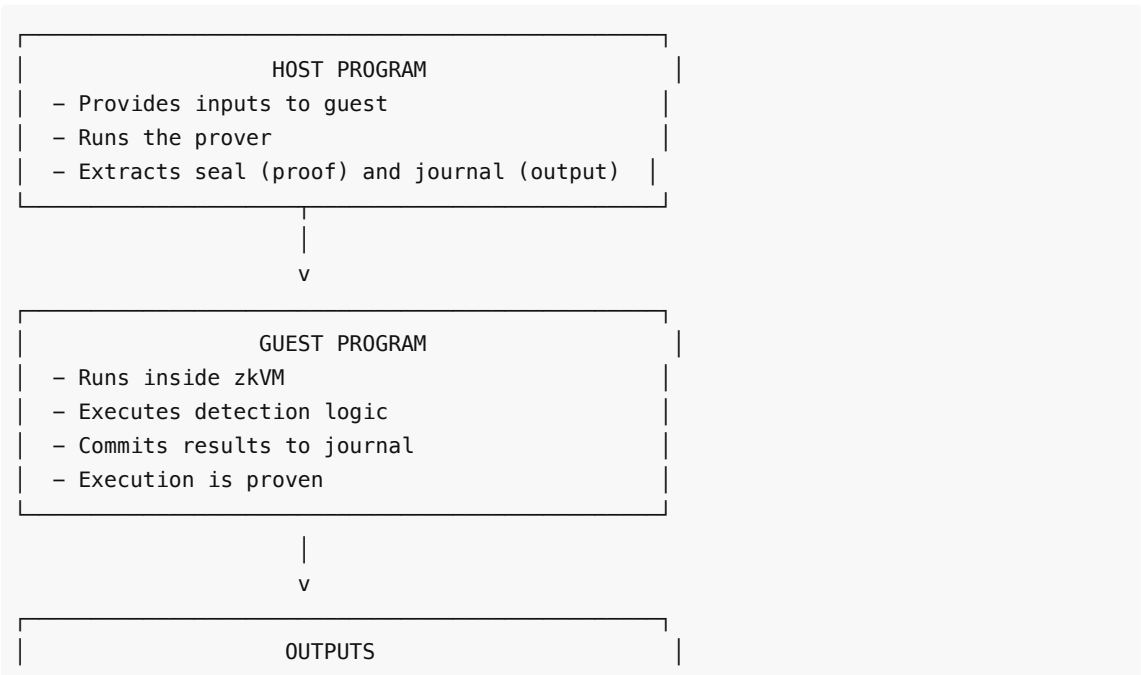 HOST PROGRAM
– Provides inputs to guest
– Runs the prover
– Extracts seal (proof) and journal (output)
v
GUEST PROGRAM
– Runs inside zkVM
– Executes detection logic
– Commits results to journal
– Execution is proven
v
OUTPUTS